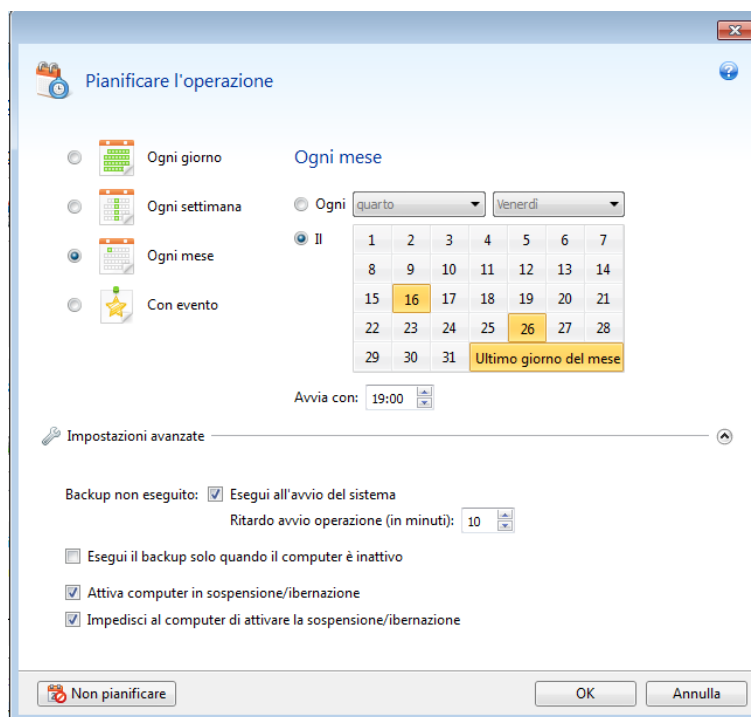 Pianificare l'operazione
Ogni giorno
Ogni settimana
Ogni mese
Con evento
Ogni mese
Ogni quarto Venerdì
Il
1 2 3 4 5 6 7
8 9 10 11 12 13 14
15 16 17 18 19 20 21
22 23 24 25 26 27 28
29 30 31 Ultimo giorno del mese
Avvia con: 19:00
Impostazioni avanzate
Backup non eseguito: Esegui all'avvio del sistema
Ritardo avvio operazione (in minuti): 10
Esegui il backup solo quando il computer è inattivo
Attiva computer in sospensione/ibernazione
Impedisci al computer di attivare la sospensione/ibernazione
Non pianificare OK Annulla